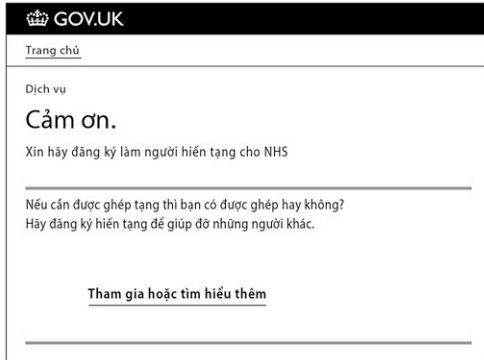 GOV.UK
Trang chủ
Dịch vụ
Cảm ơn.
Xin hãy đăng ký làm người hiến tạng cho NHS
Nếu cần được ghép tạng thì bạn có được ghép hay không?
Hãy đăng ký hiến tạng để giúp đỡ những người khác.
Tham gia hoặc tìm hiểu thêm